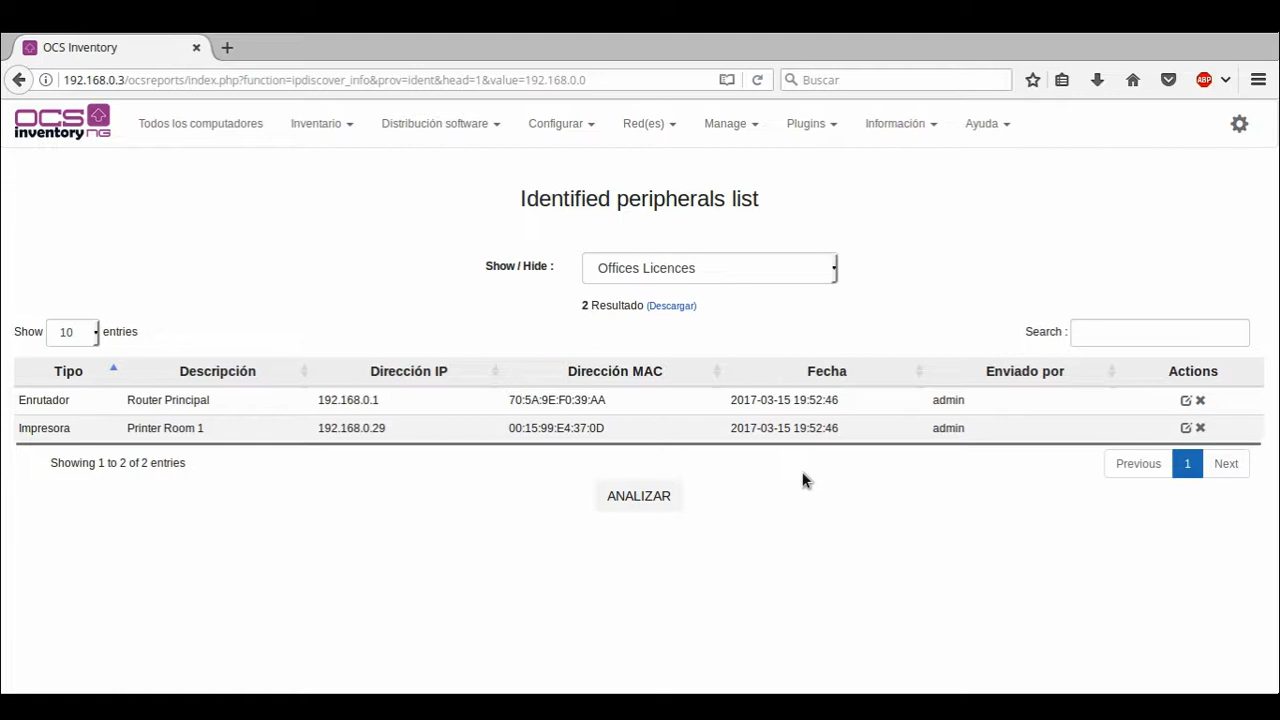 OCS Inventory
192.168.0.3/ocsreports/index.php?function=ipdiscover_info&prov=ident&head=1&value=192.168.0.0
Buscar
ABP
OCS inventory NG
Todos los computadores Inventario Distribución software Configurar Red(es) Manage Plugins Información Ayuda
Identified peripherals list
Show / Hide : Offices Licences
2 Resultado (Descargar)
Show 10 entries Search :
Tipo Descripción Dirección IP Dirección MAC Fecha Enviado por Actions
Enrutador Router Principal 192.168.0.1 70:5A:9E:F0:39:AA 2017-03-15 19:52:46 admin
Impresora Printer Room 1 192.168.0.29 00:15:99:E4:37:0D 2017-03-15 19:52:46 admin
Showing 1 to 2 of 2 entries Previous 1 Next
ANALIZAR